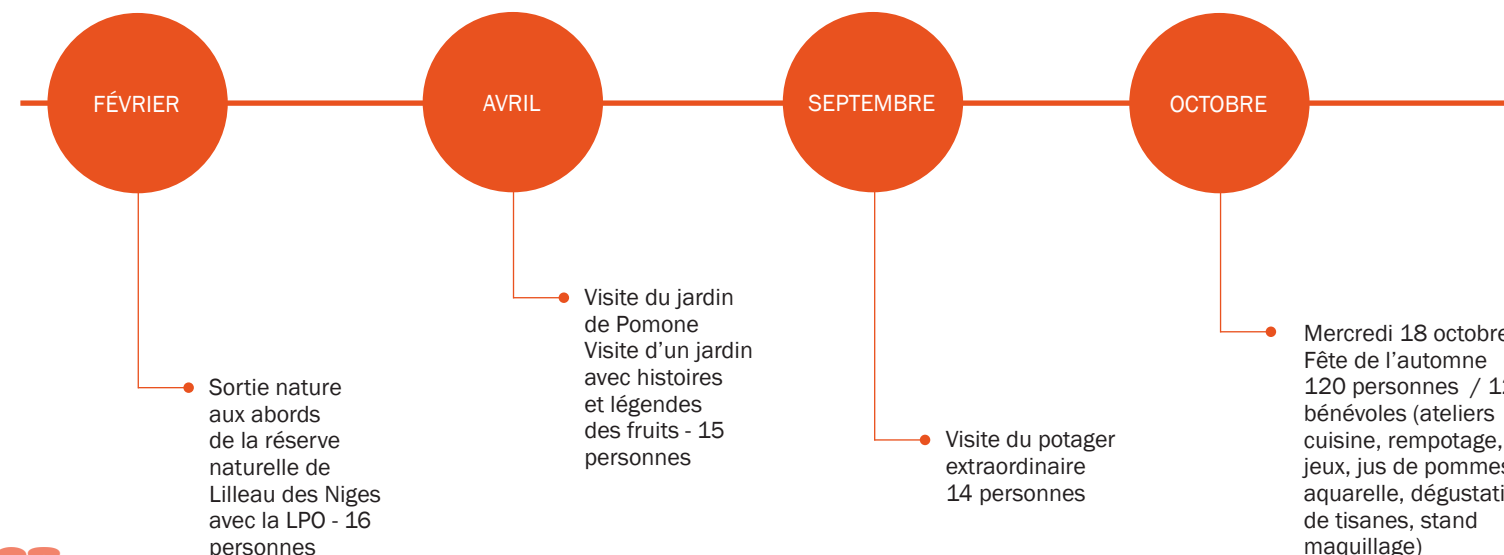 FÉVRIER
AVRIL
SEPTEMBRE
OCTOBRE
Sortie nature
aux abords
de la réserve
naturelle de
Lilleau des Niges
avec la LPO - 16
personnes
Visite du jardin
de Pomone
Visite d'un jardin
avec histoires
et légendes
des fruits - 15
personnes
Visite du potager
extraordinaire
14 personnes
Mercredi 18 octobre
Fête de l'automne
120 personnes /
bénévoles (ateliers
cuisine, rempotage,
jeux, jus de pommes
aquarelle,
de tisanes, stand
maquillage)